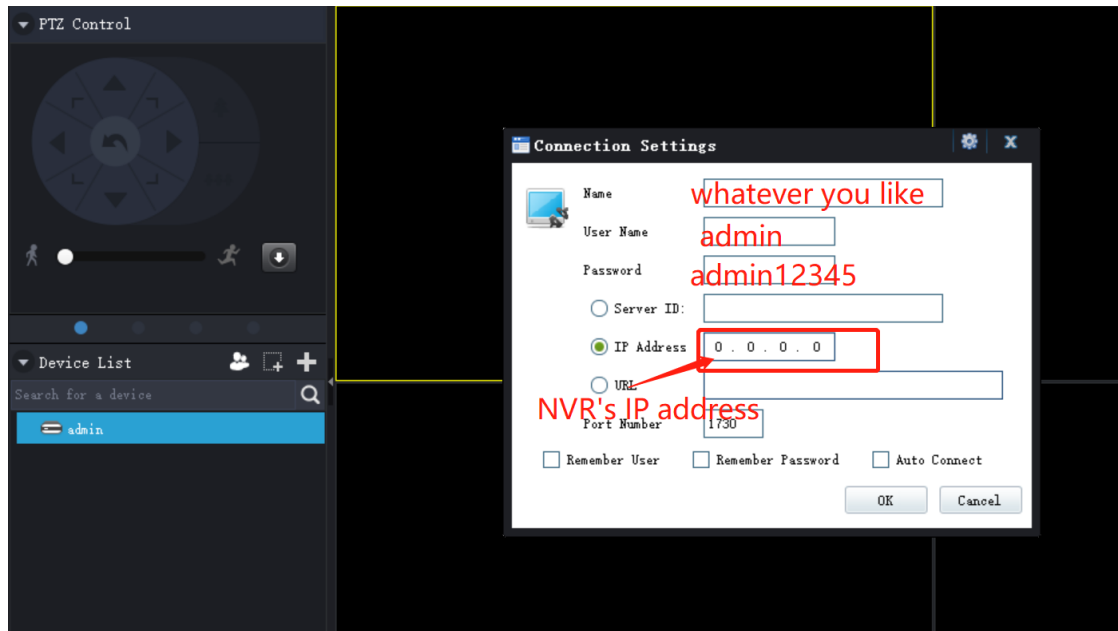 PTZ Control
Connection Settings
Name
whatever you like
User Name
admin
Password
admin12345
Server ID:
IP Address
0 . 0 . 0 . 0
URL
NVR's IP address
Port Number
1730
Remember User
Remember Password
Auto Connect
OK
Cancel
Device List
Search for a device
admin